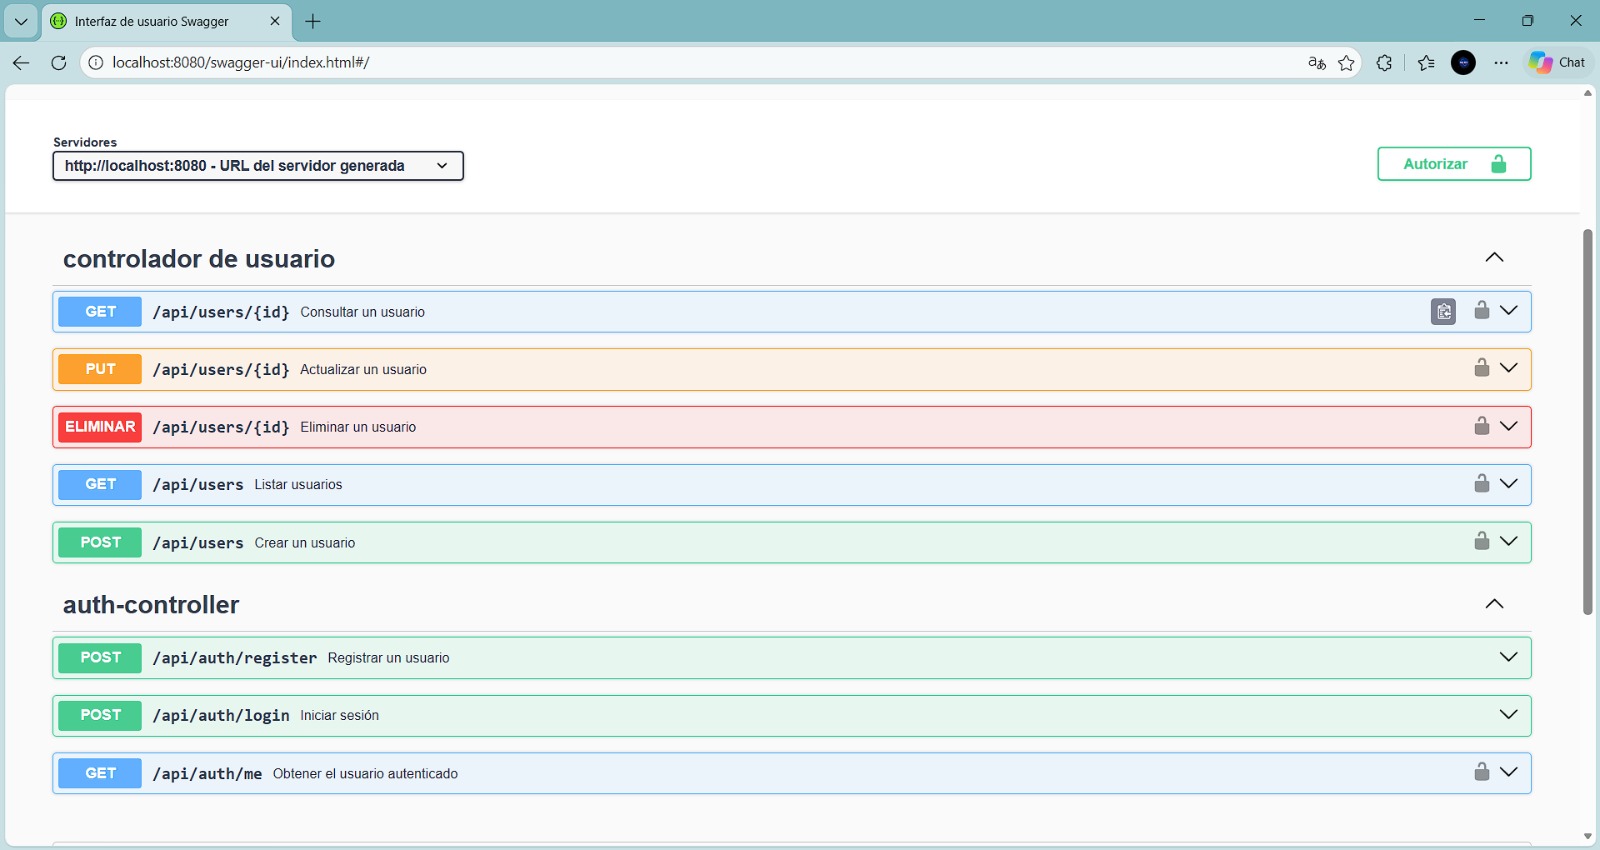 Interfaz de usuario Swagger
localhost:8080/swagger-ui/index.html#/
Chat
Servidores
http://localhost:8080 - URL del servidor generada
Autorizar
controlador de usuario
GET /api/users/{id} Consultar un usuario
PUT /api/users/{id} Actualizar un usuario
ELIMINAR /api/users/{id} Eliminar un usuario
GET /api/users Listar usuarios
POST /api/users Crear un usuario
auth-controller
POST /api/auth/register Registrar un usuario
POST /api/auth/login Iniciar sesión
GET /api/auth/me Obtener el usuario autenticado